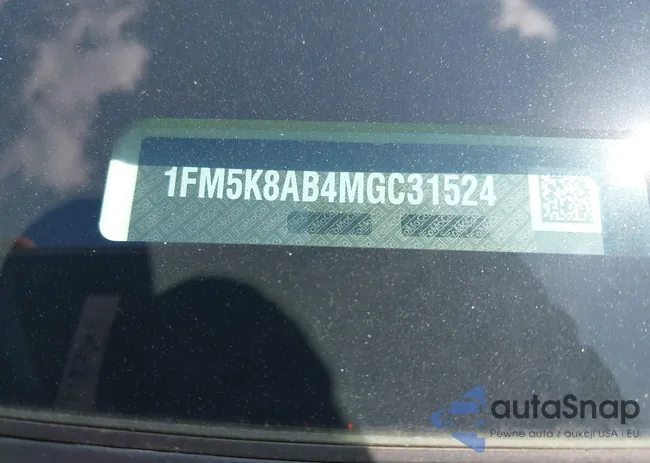 1FM5K8AB4MGC31524
autaSnap
Pewne auta z aukcji USA i EU